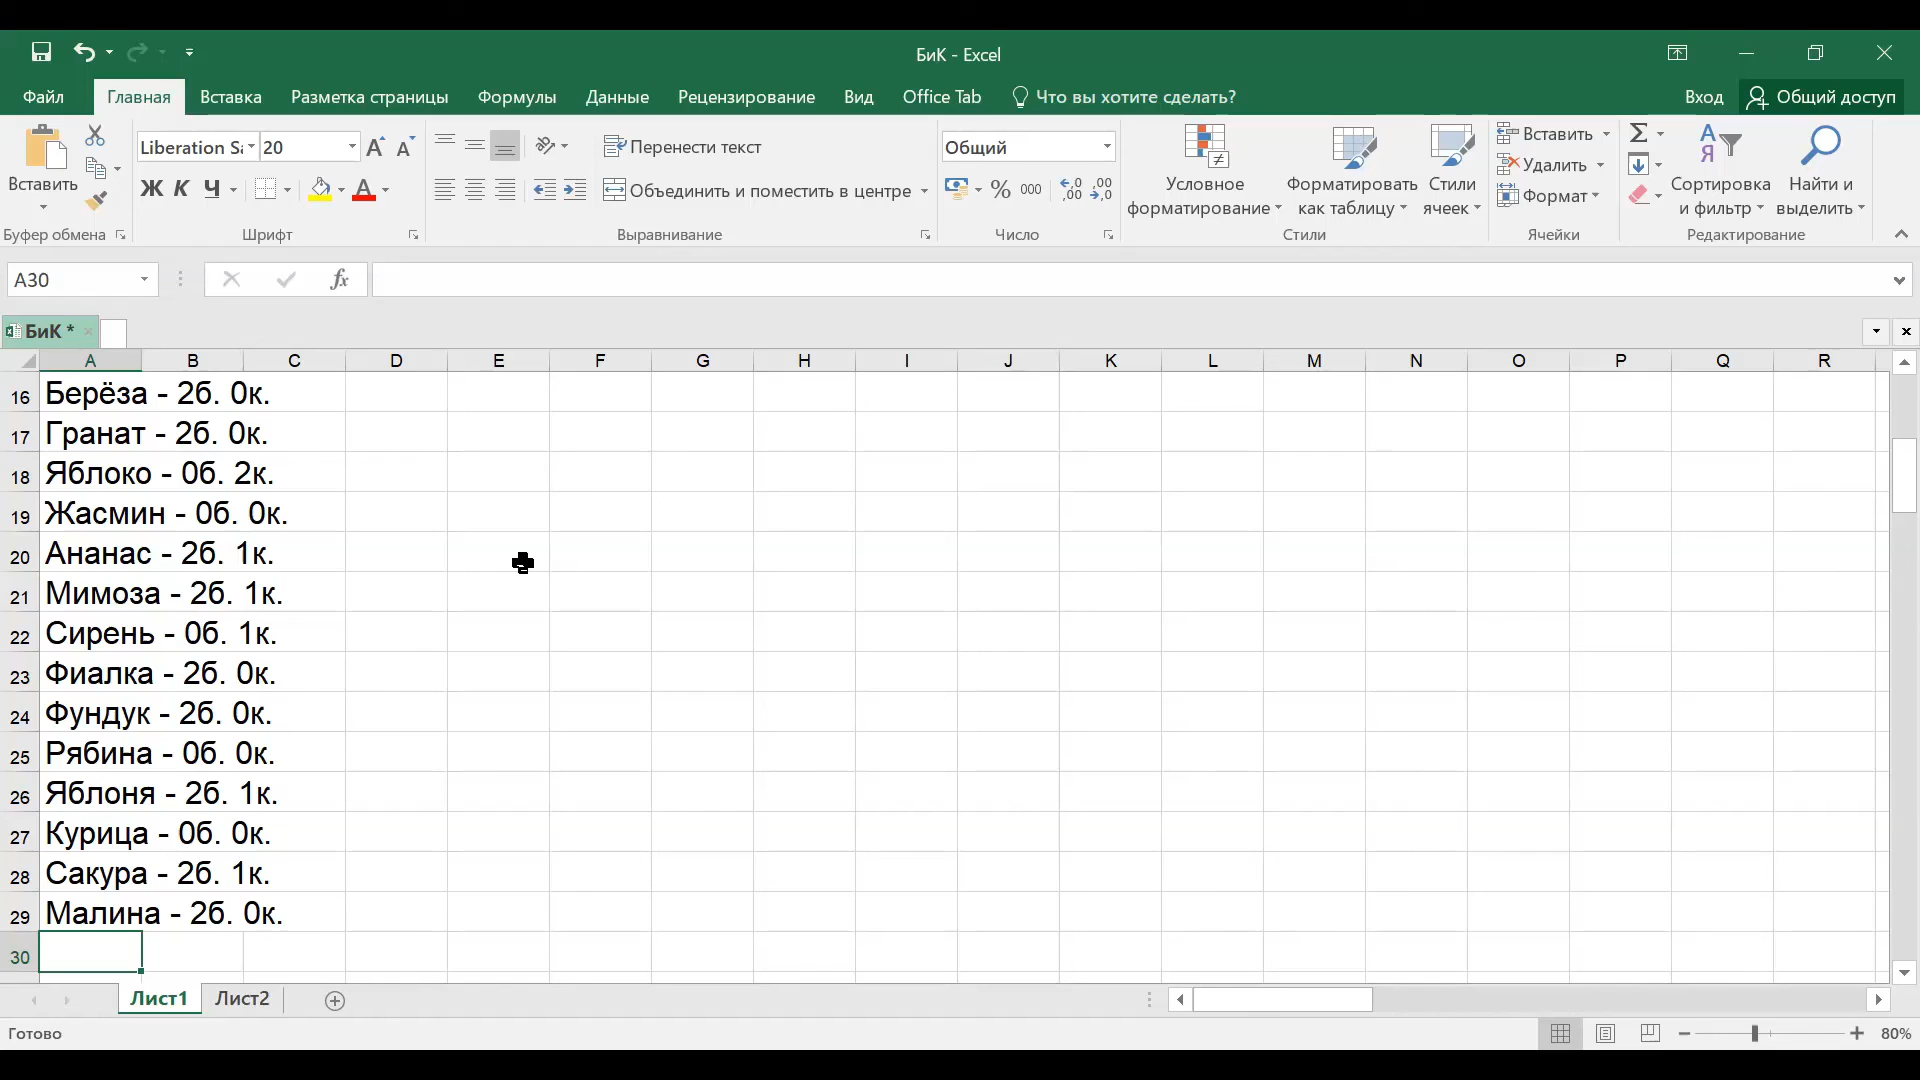 БиК - Excel
Файл Главная Вставка Разметка страницы Формулы Данные Рецензирование Вид Office Tab Что вы хотите сделать? Вход Общий доступ
Вставить
Буфер обмена
Liberation Sa 20
Ж К Ч А
Шрифт
Перенести текст
Объединить и поместить в центре
Выравнивание
Общий
% 000 ,0 ,00 ,00 ,0
Число
Условное форматирование
Форматировать как таблицу
Стили ячеек
Стили
Вставить
Удалить
Формат
Ячейки
Σ
Сортировка и фильтр
Найти и выделить
Редактирование
A30 fx
БиК *
A B C D E F G H I J K L M N O P Q R
16 Берёза - 2б. 0к.
17 Гранат - 2б. 0к.
18 Яблоко - 0б. 2к.
19 Жасмин - 0б. 0к.
20 Ананас - 2б. 1к.
21 Мимоза - 2б. 1к.
22 Сирень - 0б. 1к.
23 Фиалка - 2б. 0к.
24 Фундук - 2б. 0к.
25 Рябина - 0б. 0к.
26 Яблоня - 2б. 1к.
27 Курица - 0б. 0к.
28 Сакура - 2б. 1к.
29 Малина - 2б. 0к.
30
Лист1 Лист2
Готово 80%